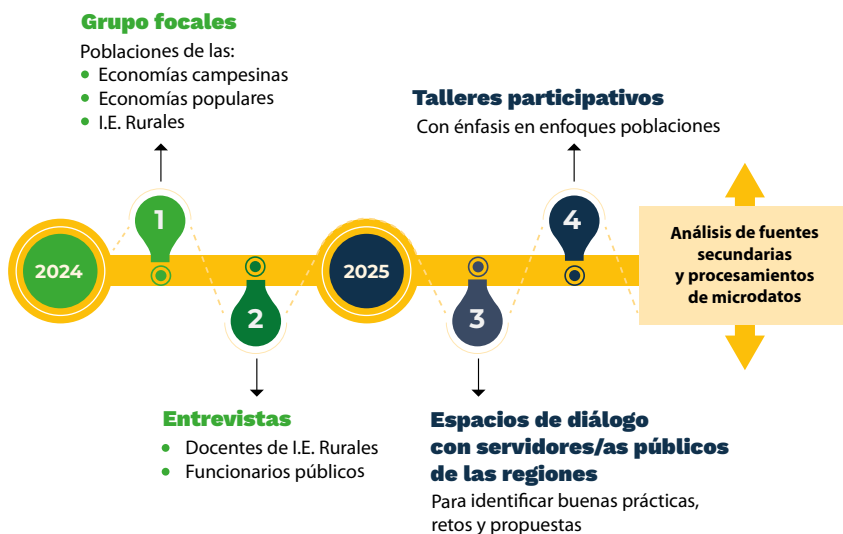 Grupo focales
Poblaciones de las:
• Economías campesinas
• Economías populares
• I.E. Rurales
Talleres participativos
Con énfasis en enfoques poblaciones
2024
1
2
2025
3
4
Análisis de fuentes
secundarias
y procesamientos
de microdatos
Entrevistas
• Docentes de I.E. Rurales
• Funcionarios públicos
Espacios de diálogo
con servidores/as públicos
de las regiones
Para identificar buenas prácticas,
retos y propuestas